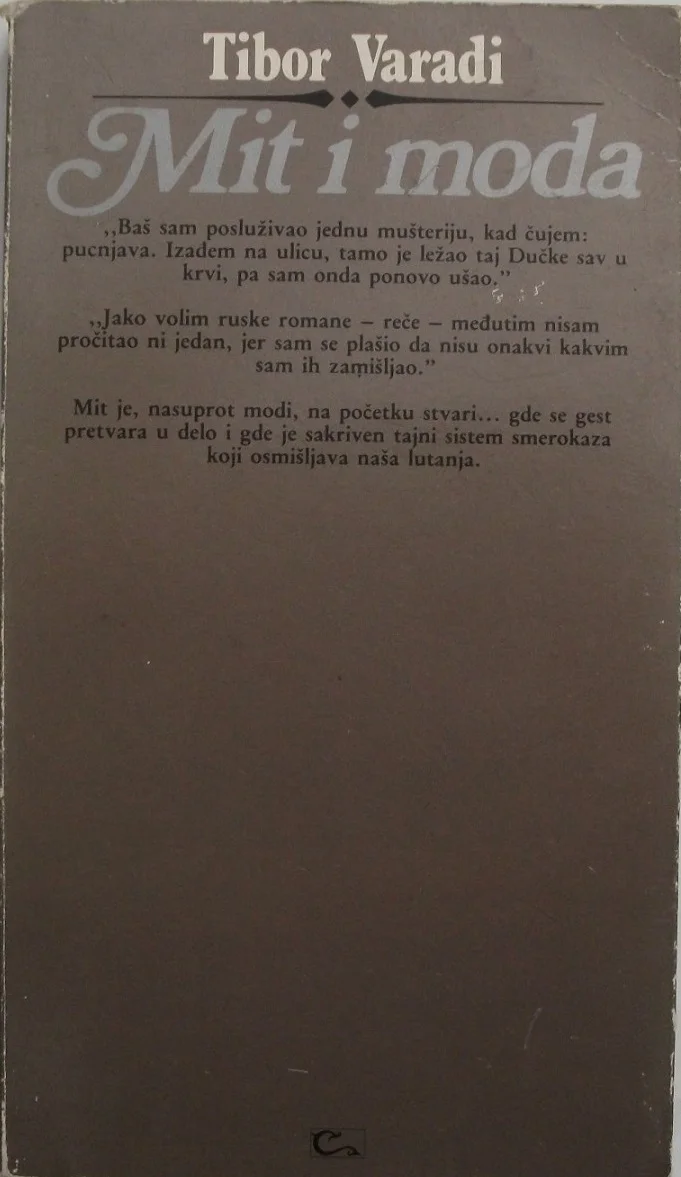 Tibor Varadi
Mit i moda
,,Baš sam posluživao jednu mušteriju, kad čujem:
pucnjava. Izađem na ulicu, tamo je ležao taj Dučke sav u
krvi, pa sam onda ponovo ušao.”
,,Jako volim ruske romane – reče – međutim nisam
pročitao ni jedan, jer sam se plašio da nisu onakvi kakvim
sam ih zamišljao.”
Mit je, nasuprot modi, na početku stvari... gde se gest
pretvara u delo i gde je sakriven tajni sistem smerokaza
koji osmišljava naša lutanja.